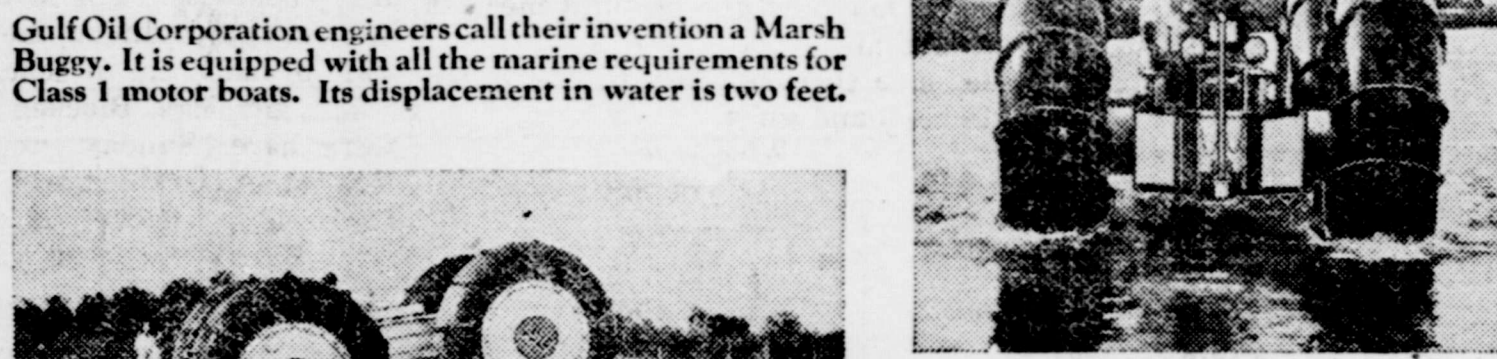 Gulf Oil Corporation engineers call their invention a Marsh
Buggy. It is equipped with all the marine requirements for
Class 1 motor boats. Its displacement in water is two feet.